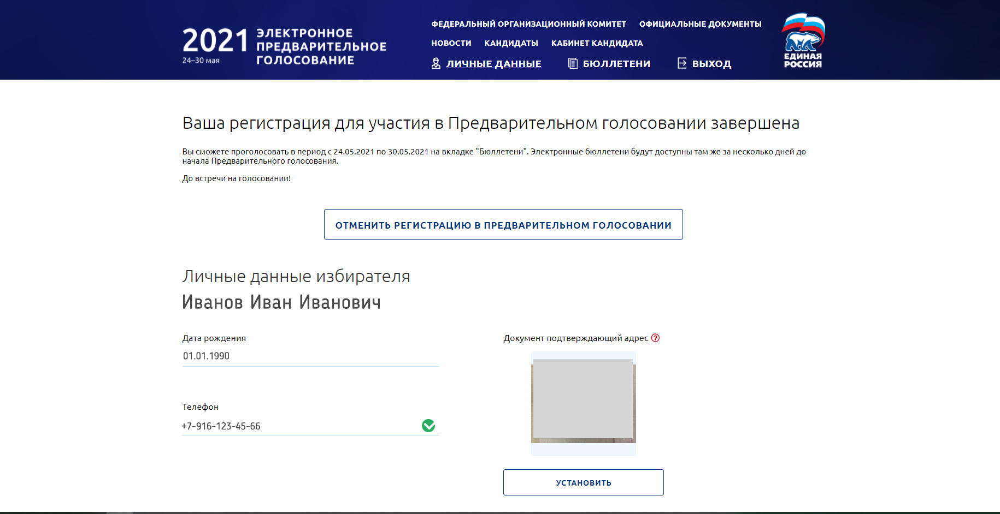 2021
24–30 мая
ЭЛЕКТРОННОЕ
ПРЕДВАРИТЕЛЬНОЕ
ГОЛОСОВАНИЕ
ФЕДЕРАЛЬНЫЙ ОРГАНИЗАЦИОННЫЙ КОМИТЕТ ОФИЦИАЛЬНЫЕ ДОКУМЕНТЫ
НОВОСТИ КАНДИДАТЫ КАБИНЕТ КАНДИДАТА
ЛИЧНЫЕ ДАННЫЕ БЮЛЛЕТЕНИ ВЫХОД
ЕДИНАЯ
РОССИЯ
Ваша регистрация для участия в Предварительном голосовании завершена
Вы сможете проголосовать в период с 24.05.2021 по 30.05.2021 на вкладке "Бюллетени". Электронные бюллетени будут доступны там же за несколько дней до
начала Предварительного голосования.
До встречи на голосовании!
ОТМЕНИТЬ РЕГИСТРАЦИЮ В ПРЕДВАРИТЕЛЬНОМ ГОЛОСОВАНИИ
Личные данные избирателя
Иванов Иван Иванович
Дата рождения
01.01.1990
Телефон
+7-916-123-45-66
Документ подтверждающий адрес ?
УСТАНОВИТЬ